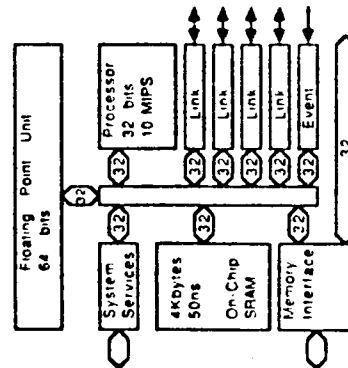 Floating Point Unit
64 bits
32
Processor
32 bits
10 MIPS
32
Link
32
Link
32
Link
32
Link
32
Event
32
32
System
Services
32
4Kbytes
50ns
On-Chip
SRAM
32
Memory
Interface
32